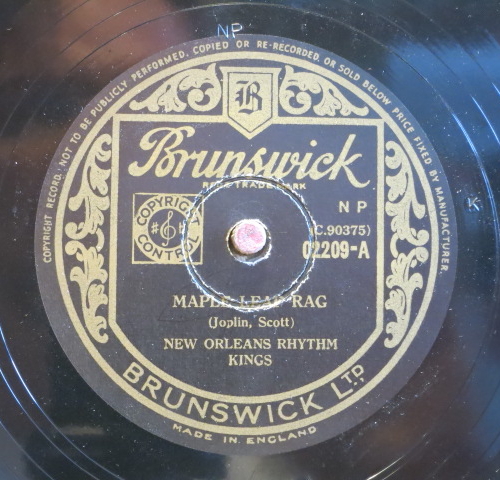 NP
COPYRIGHT RECORD. NOT TO BE PUBLICLY PERFORMED, COPIED OR RE-RECORDED, OR SOLD BELOW PRICE FIXED BY MANUFACTURER.
B
Brunswick
REGD TRADE MARK
NP
K
COPYRIGHT
CONTROL
(C.90375)
02209-A
MAPLE LEAF RAG
(Joplin, Scott)
NEW ORLEANS RHYTHM
KINGS
BRUNSWICK LTD.
MADE IN ENGLAND